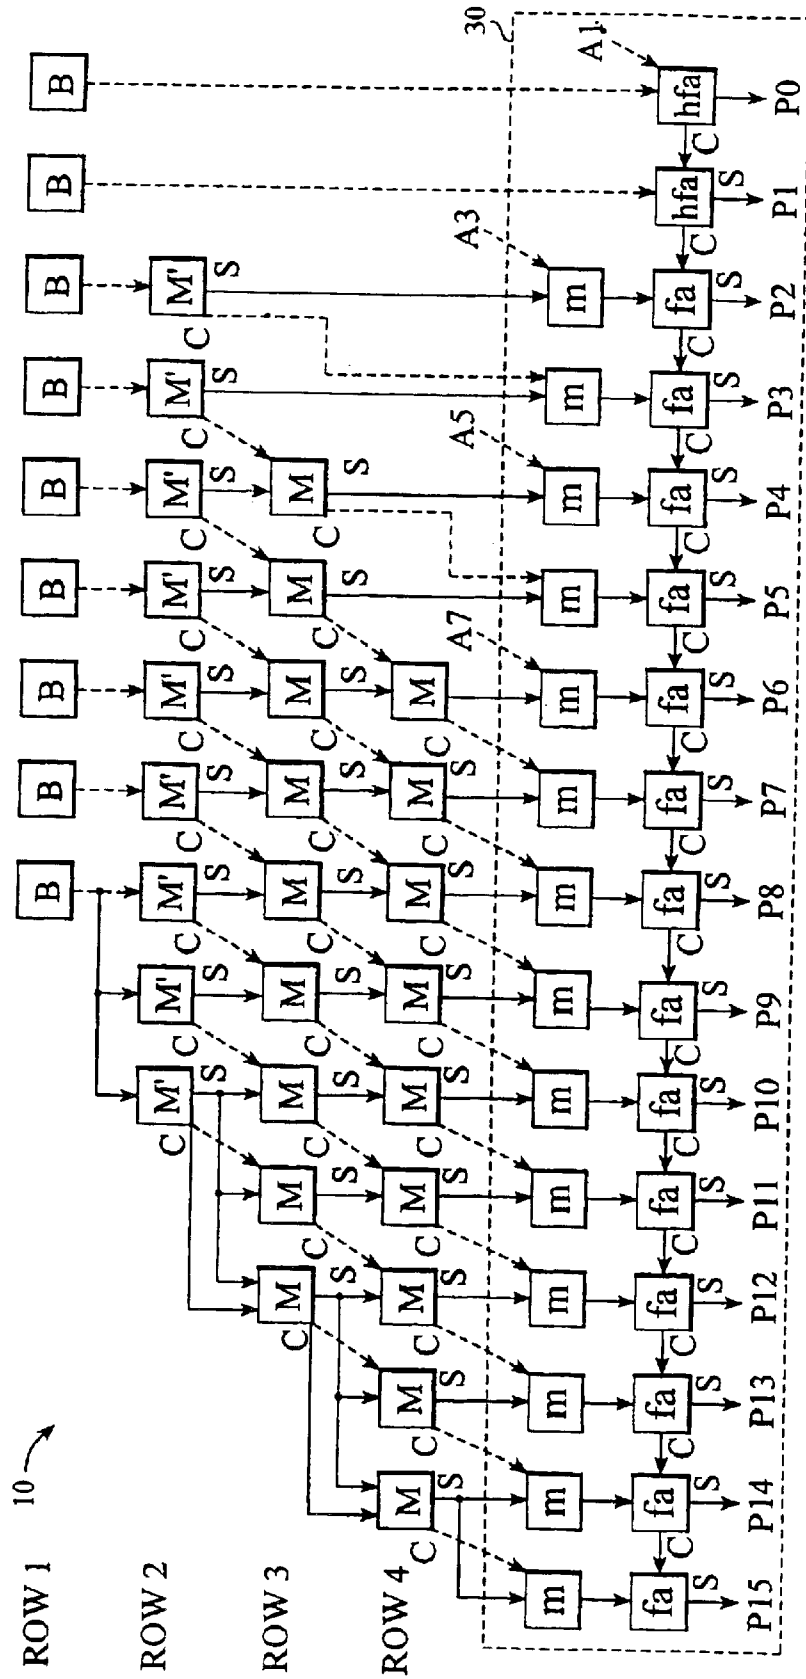 10
ROW 1 B B B B B B B B B
ROW 2 M' M' M' M' M' M' M' M' M'
C S C S C S C S C S C S C S C S C S
ROW 3 M M M M M M M M M
C S C S C S C S C S C S C S C S C S
ROW 4 M M M M M M M M M
C S C S C S C S C S C S C S C S C
A7 A5 A3 30 A1
m m m m m m m m m m m m m m
fa fa fa fa fa fa fa fa fa fa fa fa fa fa hfa hfa
C C C C C C C C C C C C C C C
S S S S S S S S S S S S S S S
P15 P14 P13 P12 P11 P10 P9 P8 P7 P6 P5 P4 P3 P2 P1 P0